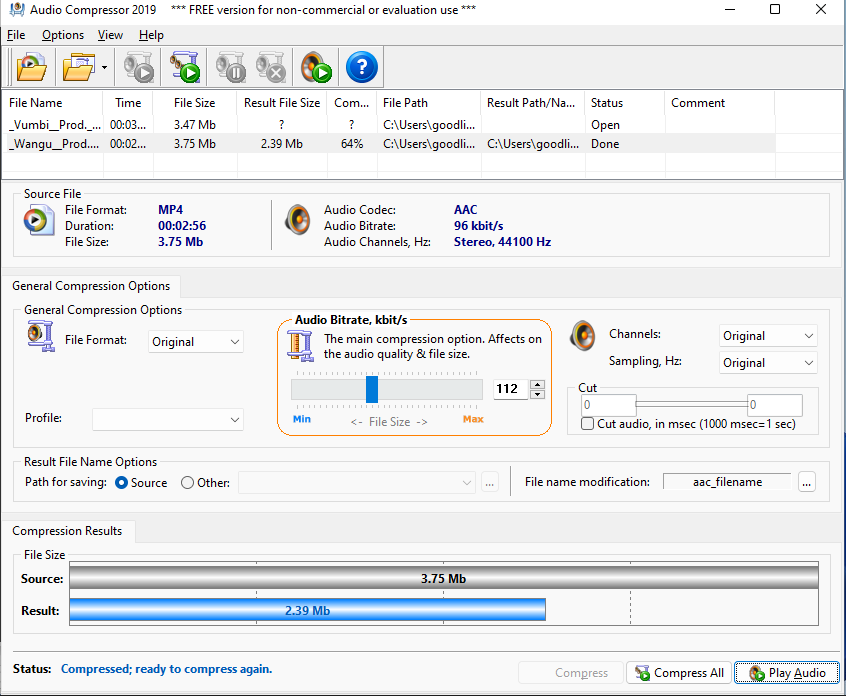 Audio Compressor 2019    *** FREE version for non-commercial or evaluation use ***
File  Options  View  Help
File Name  Time  File Size  Result File Size  Com...  File Path  Result Path/Na...  Status  Comment
_Vumbi__Prod._...  00:03...  3.47 Mb  ?  ?  C:\Users\goodli...  Open
_Wangu__Prod....  00:02...  3.75 Mb  2.39 Mb  64%  C:\Users\goodli...  C:\Users\goodli...  Done
Source File
File Format:  MP4  Audio Codec:  AAC
Duration:  00:02:56  Audio Bitrate:  96 kbit/s
File Size:  3.75 Mb  Audio Channels, Hz:  Stereo, 44100 Hz
General Compression Options
General Compression Options
File Format:  Original
Profile:
Audio Bitrate, kbit/s
The main compression option. Affects on
the audio quality & file size.
112
Min  <- File Size ->  Max
Channels:  Original
Sampling, Hz:  Original
Cut
0  0
Cut audio, in msec (1000 msec=1 sec)
Result File Name Options
Path for saving:  Source  Other:  ...  File name modification:  aac_filename  ...
Compression Results
File Size
Source:  3.75 Mb
Result:  2.39 Mb
Status:  Compressed; ready to compress again.  Compress  Compress All  Play Audio